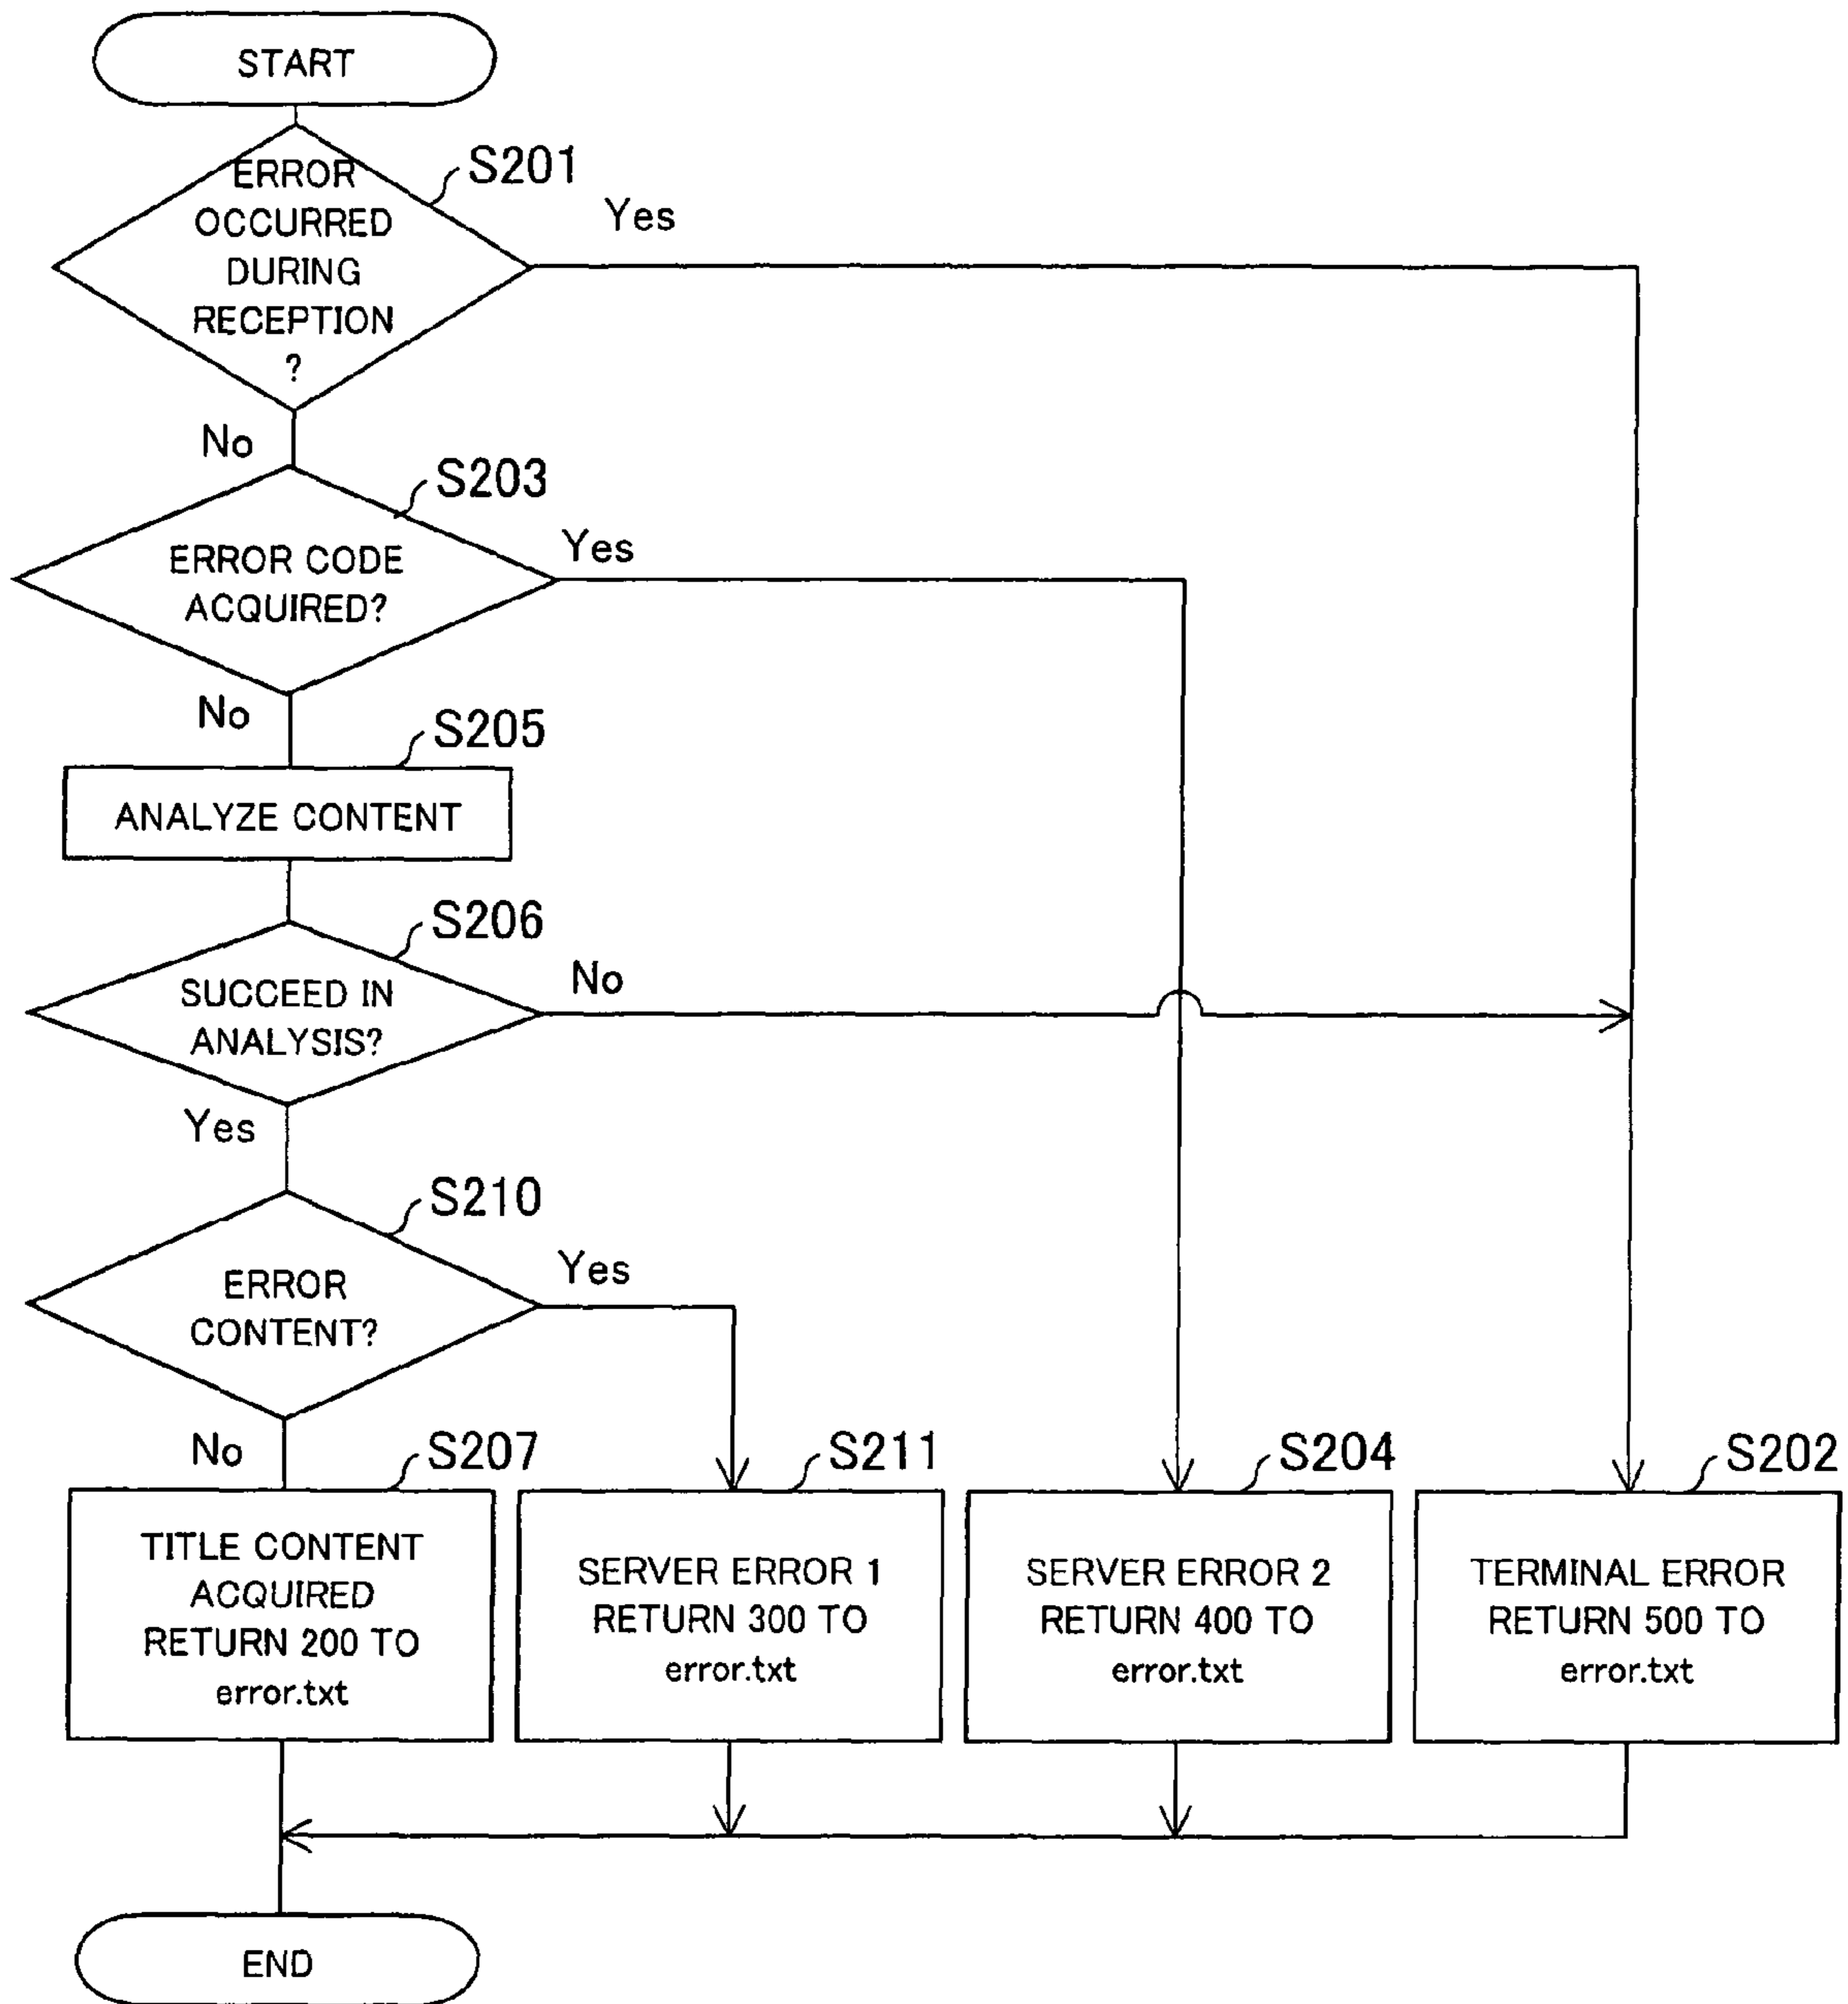 START
ERROR
OCCURRED
DURING
RECEPTION
?
S201
Yes
No
S203
ERROR CODE
ACQUIRED?
Yes
No
S205
ANALYZE CONTENT
S206
SUCCEED IN
ANALYSIS?
No
Yes
S210
ERROR
CONTENT?
Yes
No
S207
TITLE CONTENT
ACQUIRED
RETURN 200 TO
error.txt
S211
SERVER ERROR 1
RETURN 300 TO
error.txt
S204
SERVER ERROR 2
RETURN 400 TO
error.txt
S202
TERMINAL ERROR
RETURN 500 TO
error.txt
END